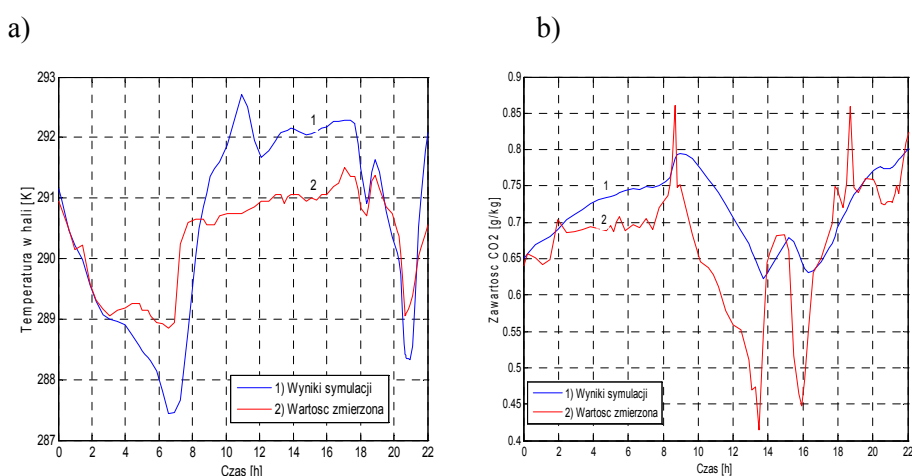 a)
b)
Temperatura w hali [K]
293
292
291
290
289
288
287
1
2
1) Wyniki symulacji
2) Wartosc zmierzona
0 2 4 6 8 10 12 14 16 18 20 22
Czas [h]
Zawartosc CO2 [g/kg]
0.9
0.85
0.8
0.75
0.7
0.65
0.6
0.55
0.5
0.45
0.4
1
2
1) Wyniki symulacji
2) Wartosc zmierzona
0 2 4 6 8 10 12 14 16 18 20 22
Czas [h]